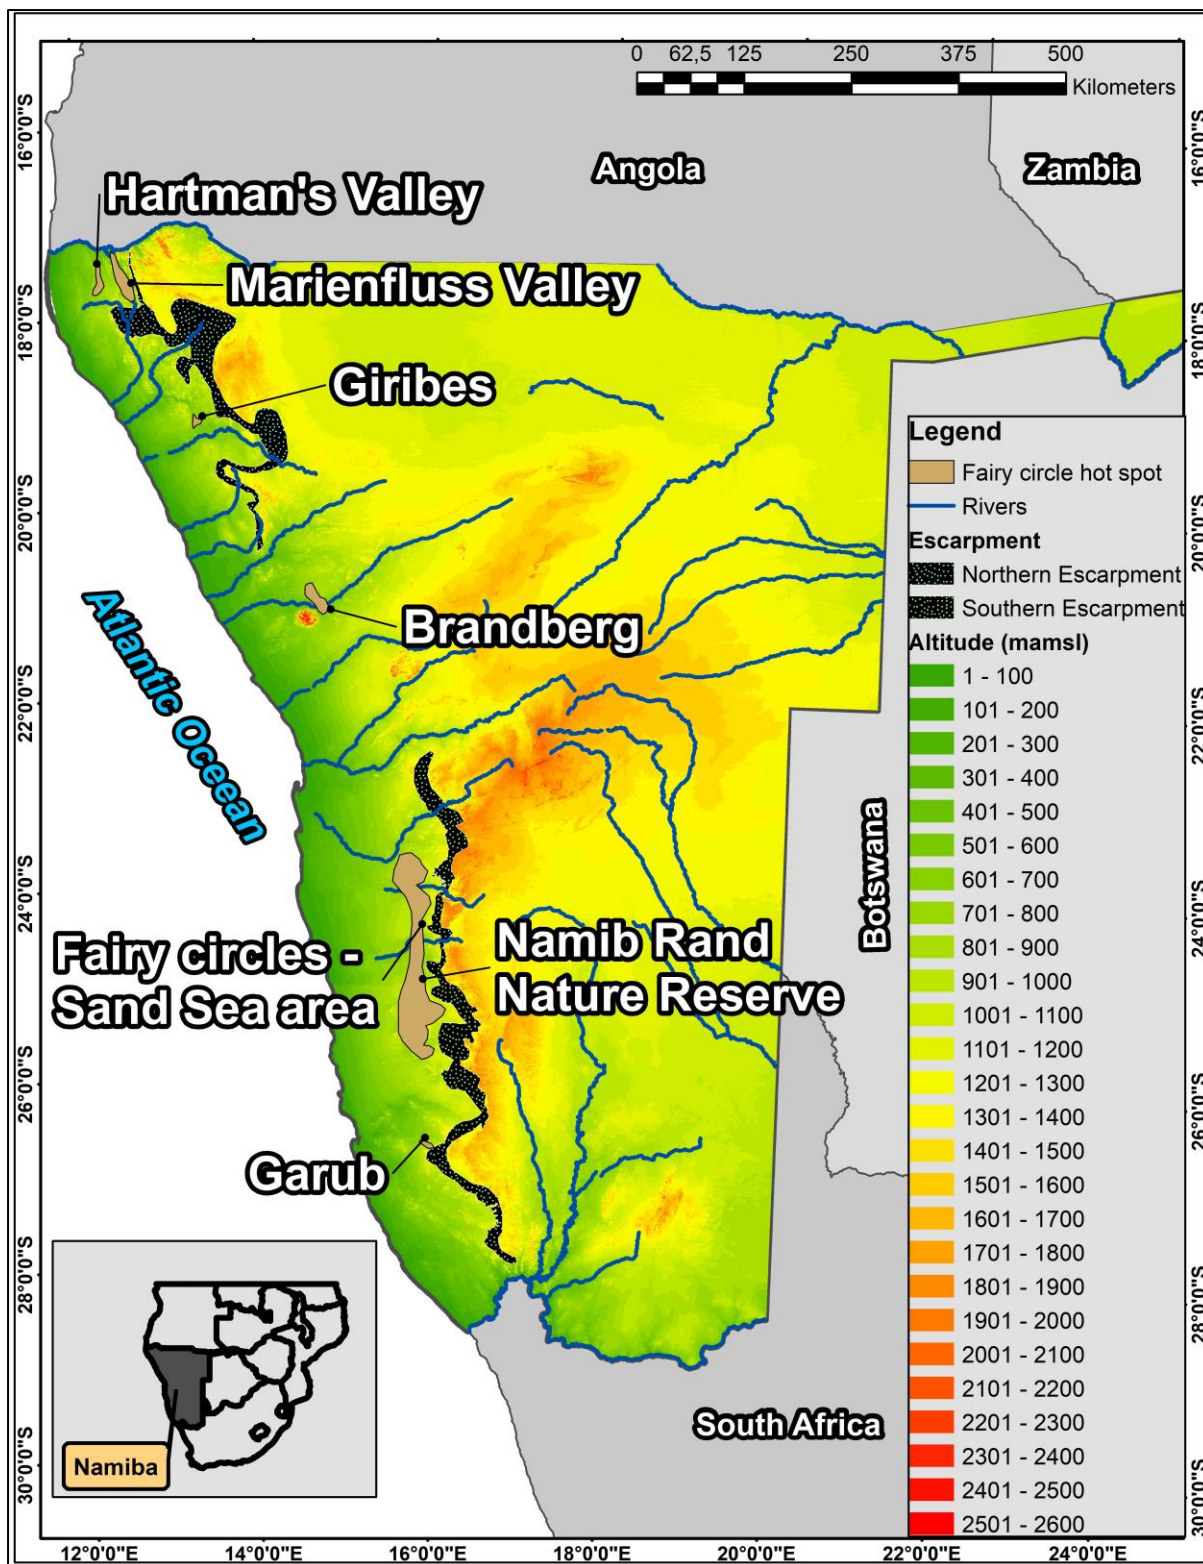 0 62,5 125 250 375 500
Kilometers
16°0'0"S
18°0'0"S
20°0'0"S
22°0'0"S
24°0'0"S
26°0'0"S
28°0'0"S
30°0'0"S
Angola
Zambia
Hartman's Valley
Marienfluss Valley
Giribes
Brandberg
Atlantic Oceean
Botswana
Fairy circles -
Sand Sea area
Namib Rand
Nature Reserve
Garub
South Africa
Namiba
Legend
Fairy circle hot spot
Rivers
Escarpment
Northern Escarpment
Southern Escarpment
Altitude (mamsl)
1 - 100
101 - 200
201 - 300
301 - 400
401 - 500
501 - 600
601 - 700
701 - 800
801 - 900
901 - 1000
1001 - 1100
1101 - 1200
1201 - 1300
1301 - 1400
1401 - 1500
1501 - 1600
1601 - 1700
1701 - 1800
1801 - 1900
1901 - 2000
2001 - 2100
2101 - 2200
2201 - 2300
2301 - 2400
2401 - 2500
2501 - 2600
16°0'0"S
18°0'0"S
20°0'0"S
22°0'0"S
24°0'0"S
26°0'0"S
28°0'0"S
30°0'0"S
12°0'0"E 14°0'0"E 16°0'0"E 18°0'0"E 20°0'0"E 22°0'0"E 24°0'0"E